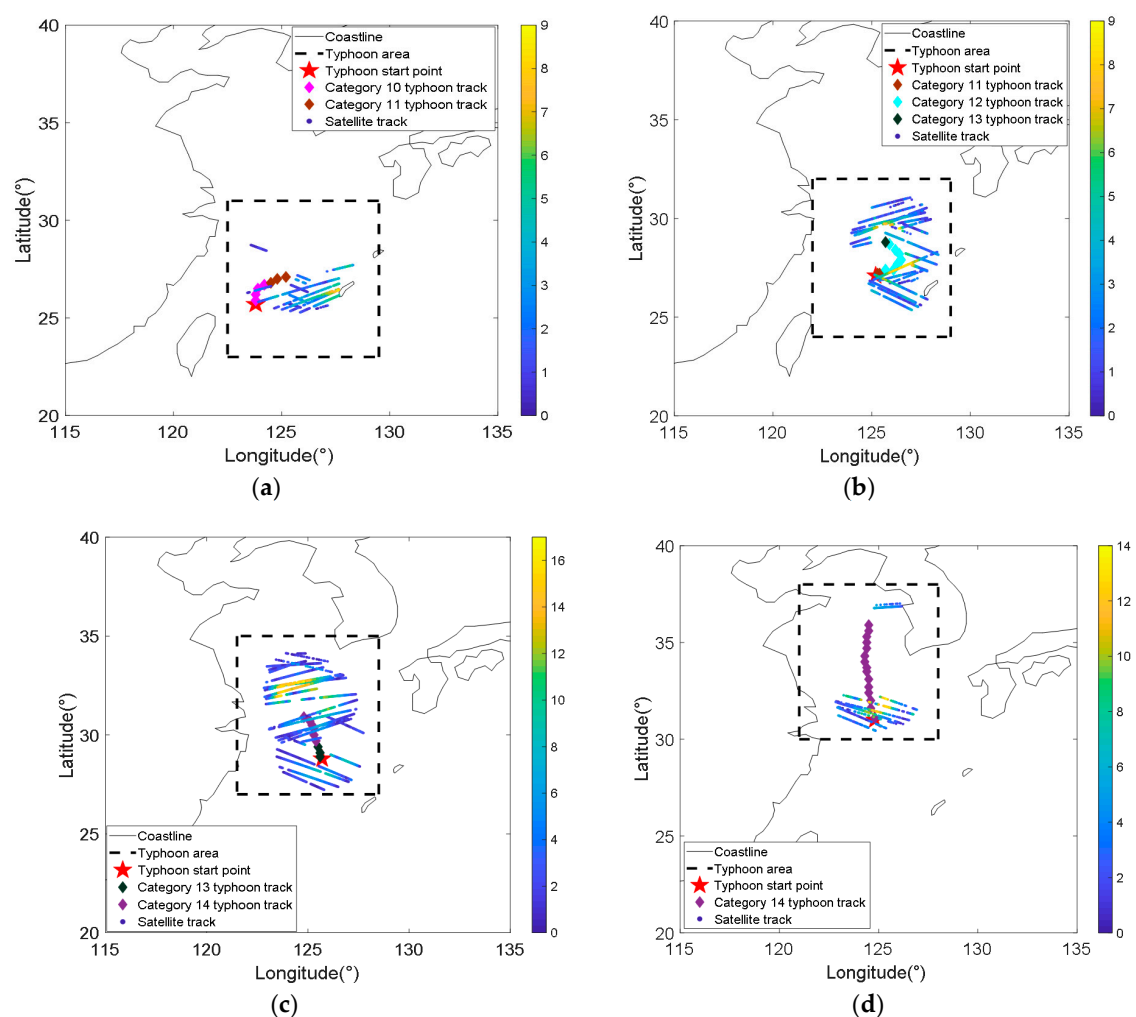 40
35
30
25
20
115 120 125 130 135
Latitude(°)
Longitude(°)
Coastline
Typhoon area
Typhoon start point
Category 10 typhoon track
Category 11 typhoon track
Satellite track
9
8
7
6
5
4
3
2
1
0
(a)
40
35
30
25
20
115 120 125 130 135
Latitude(°)
Longitude(°)
Coastline
Typhoon area
Typhoon start point
Category 11 typhoon track
Category 12 typhoon track
Category 13 typhoon track
Satellite track
9
8
7
6
5
4
3
2
1
0
(b)
40
35
30
25
20
115 120 125 130 135
Latitude(°)
Longitude(°)
Coastline
Typhoon area
Typhoon start point
Category 13 typhoon track
Category 14 typhoon track
Satellite track
16
14
12
10
8
6
4
2
0
(c)
40
35
30
25
20
115 120 125 130 135
Latitude(°)
Longitude(°)
Coastline
Typhoon area
Typhoon start point
Category 14 typhoon track
Satellite track
14
12
10
8
6
4
2
0
(d)